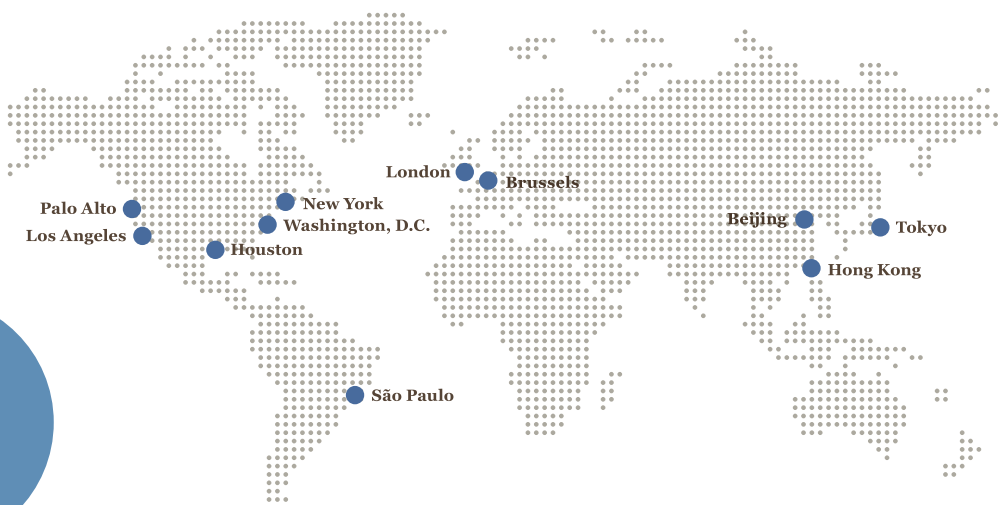 London
Brussels
Palo Alto
New York
Los Angeles
Washington, D.C.
Houston
Beijing
Tokyo
Hong Kong
São Paulo